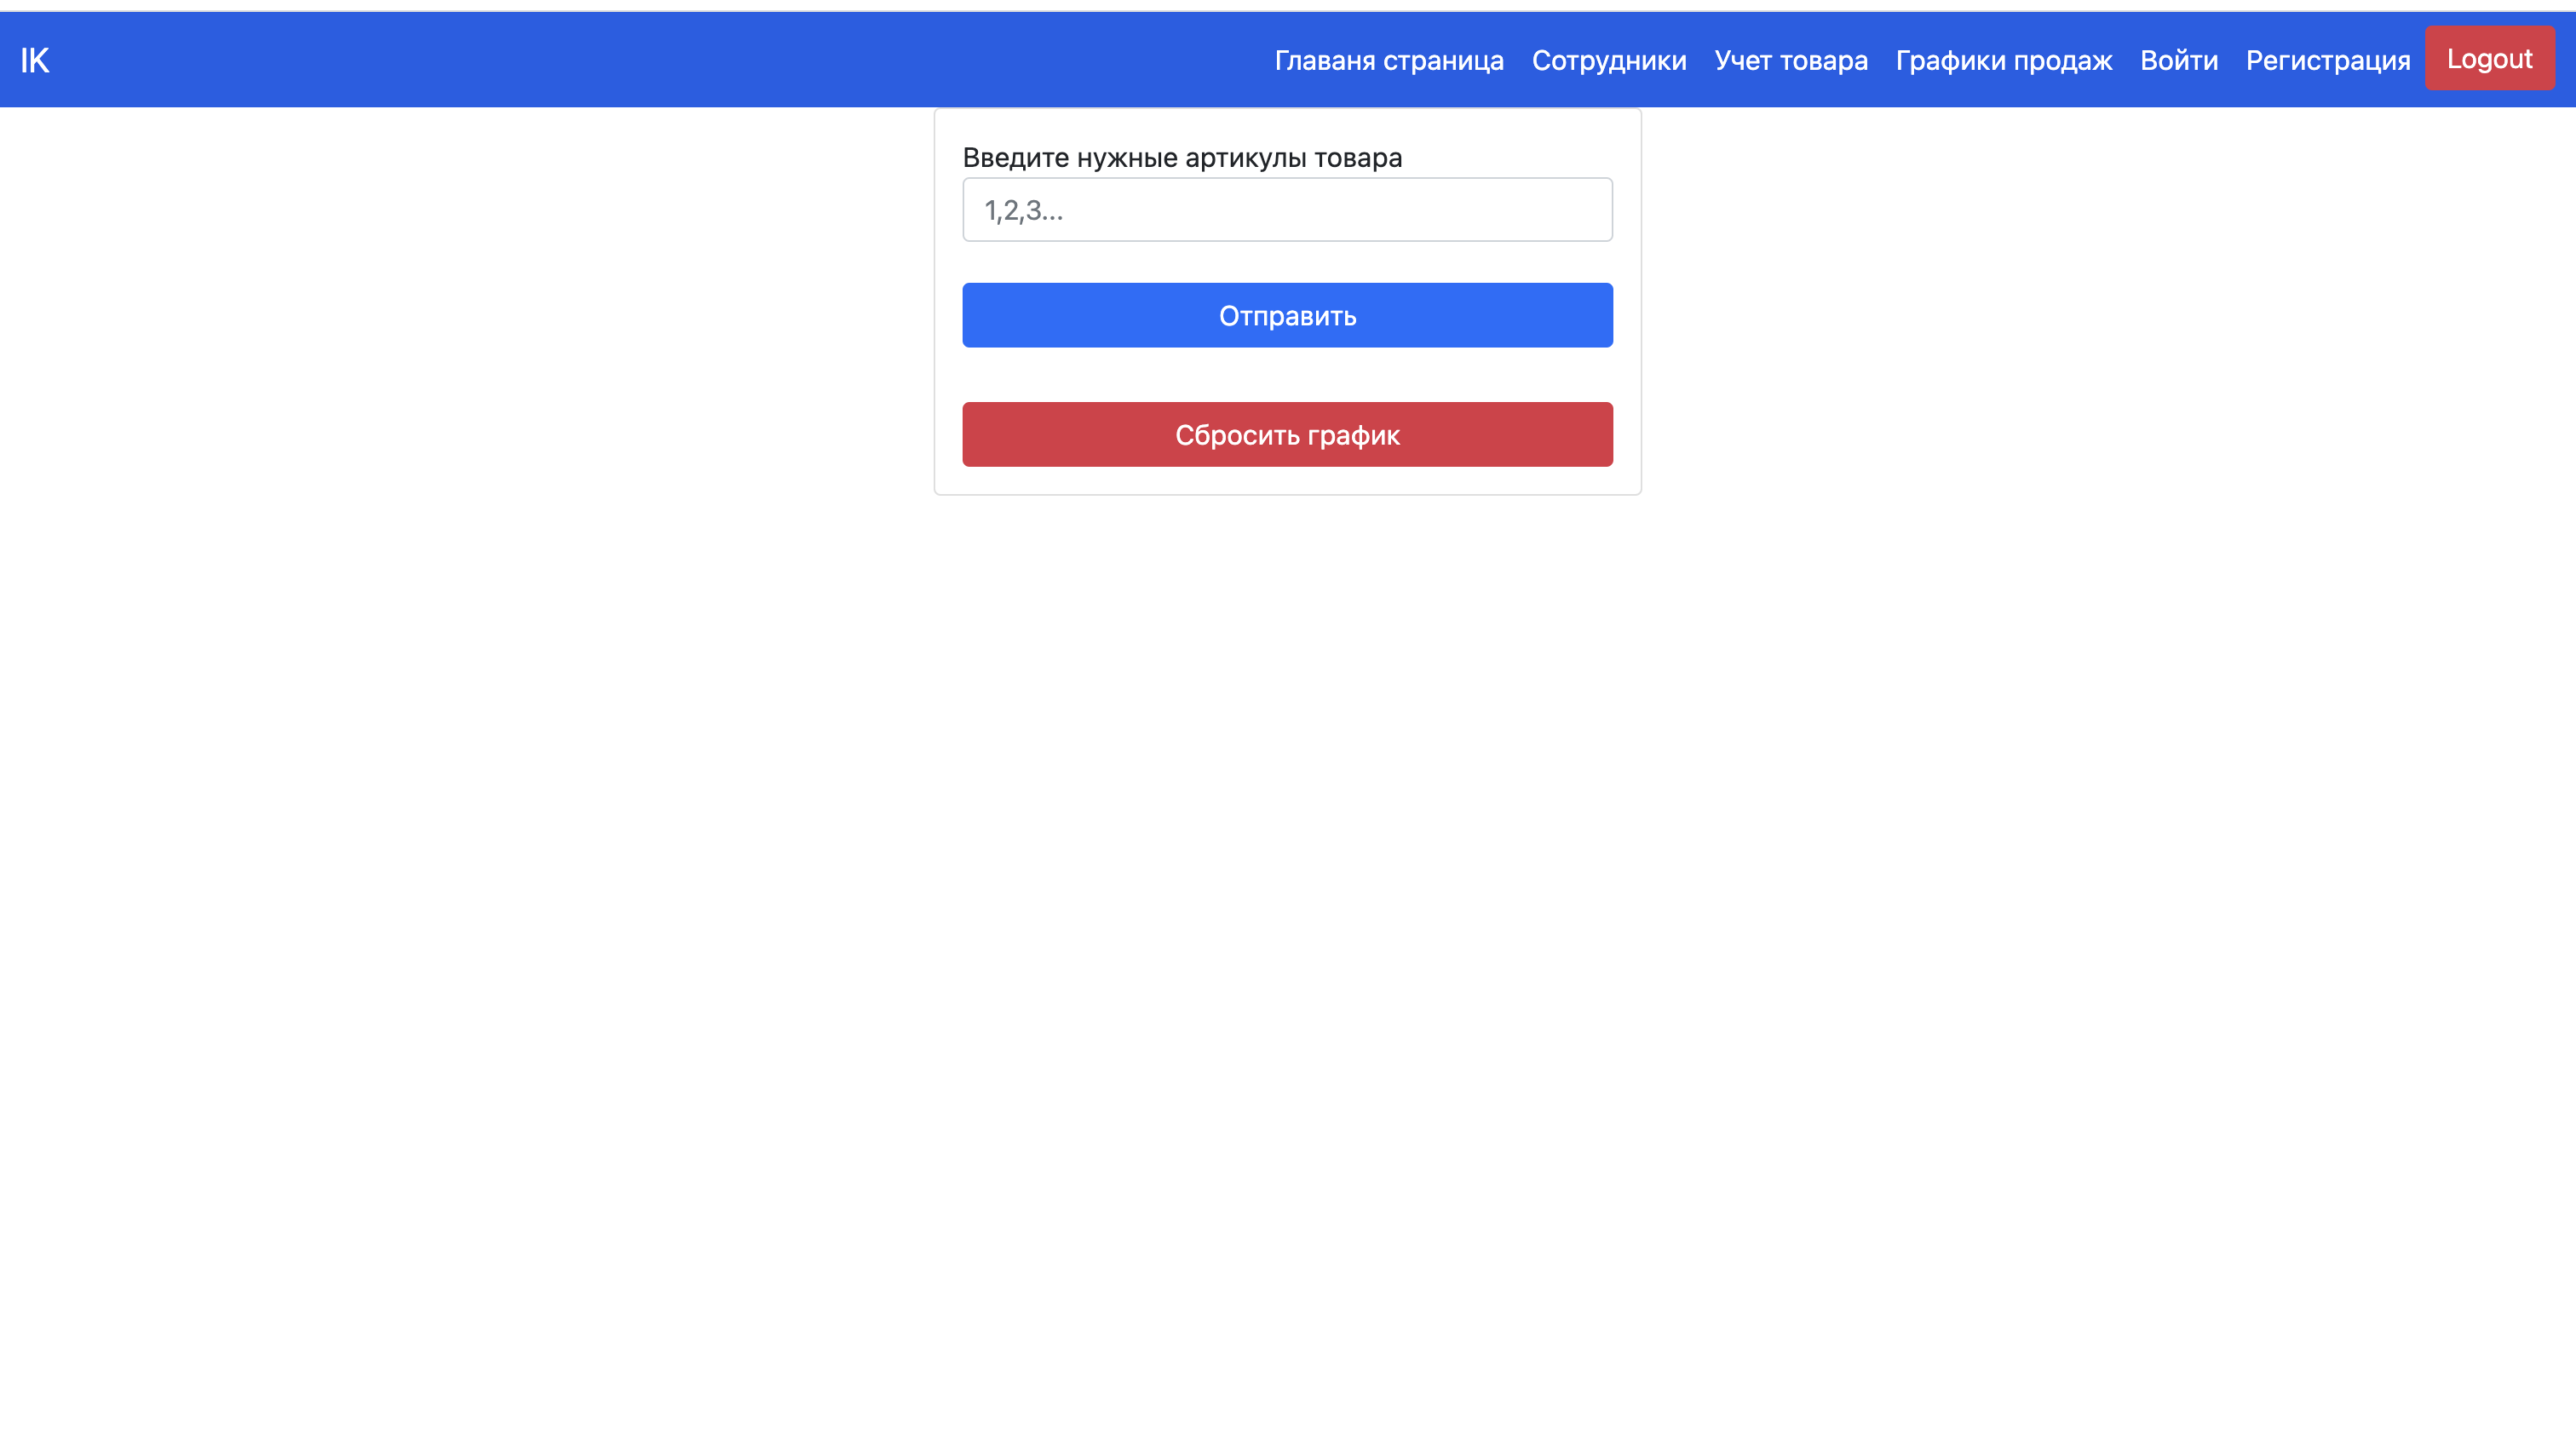 IK
Главаня страница Сотрудники Учет товара Графики продаж Войти Регистрация Logout
Введите нужные артикулы товара
1,2,3...
Отправить
Сбросить график